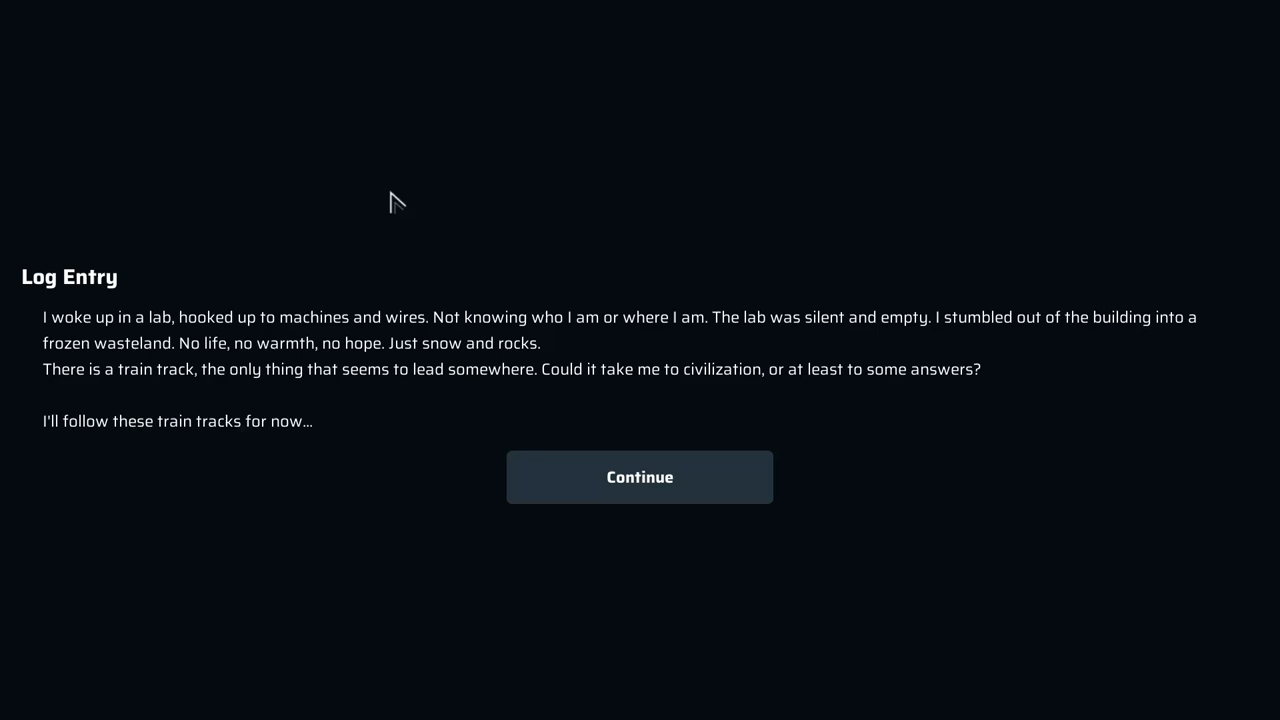 Log Entry
I woke up in a lab, hooked up to machines and wires. Not knowing who I am or where I am. The lab was silent and empty. I stumbled out of the building into a
frozen wasteland. No life, no warmth, no hope. Just snow and rocks.
There is a train track, the only thing that seems to lead somewhere. Could it take me to civilization, or at least to some answers?
I'll follow these train tracks for now...
Continue